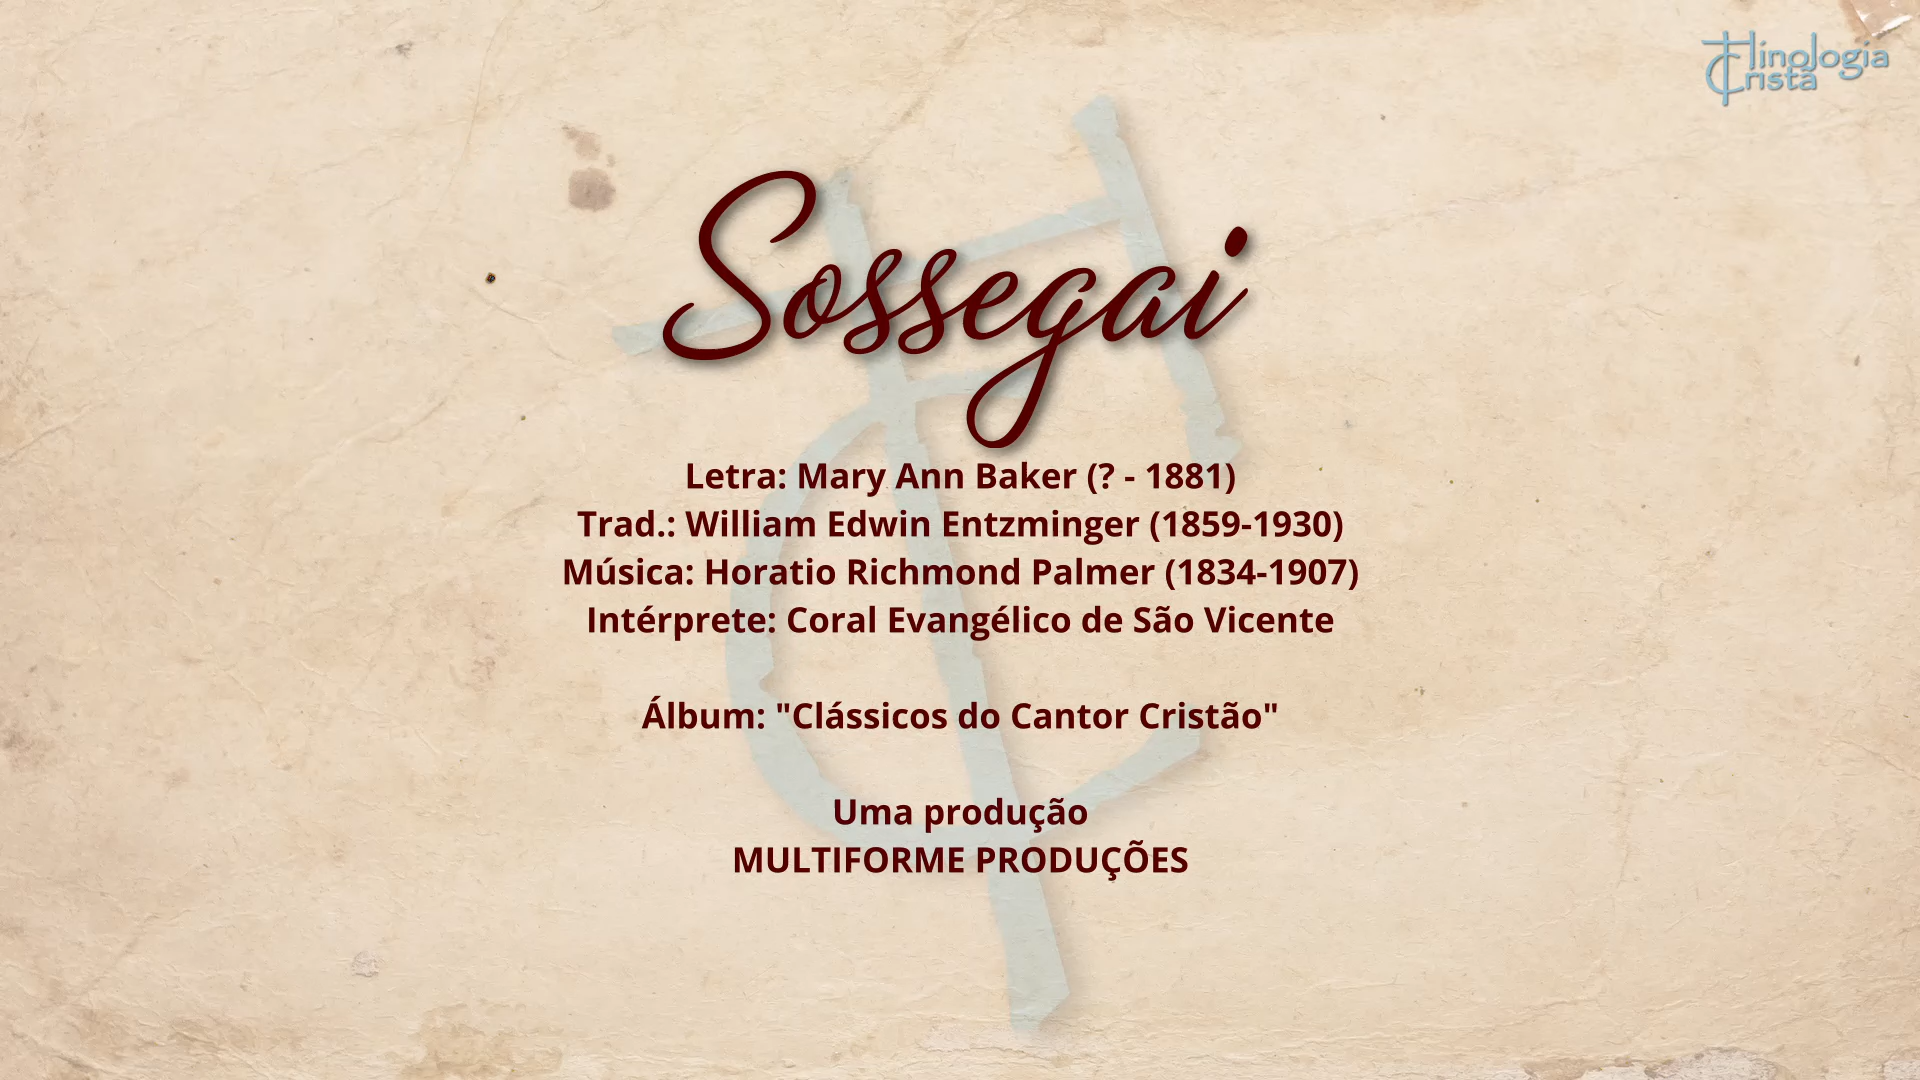 Hinologia
Cristã
Sossegai
Letra: Mary Ann Baker (? - 1881)
Trad.: William Edwin Entzminger (1859-1930)
Música: Horatio Richmond Palmer (1834-1907)
Intérprete: Coral Evangélico de São Vicente
Álbum: "Clássicos do Cantor Cristão"
Uma produção
MULTIFORME PRODUÇÕES